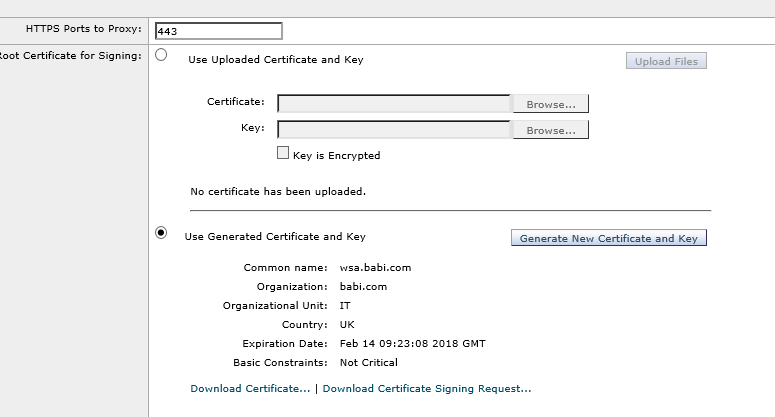 HTTPS Ports to Proxy: 443
Root Certificate for Signing:
Use Uploaded Certificate and Key Upload Files
Certificate: Browse...
Key: Browse...
Key is Encrypted
No certificate has been uploaded.
Use Generated Certificate and Key Generate New Certificate and Key
Common name: wsa.babi.com
Organization: babi.com
Organizational Unit: IT
Country: UK
Expiration Date: Feb 14 09:23:08 2018 GMT
Basic Constraints: Not Critical
Download Certificate... | Download Certificate Signing Request...